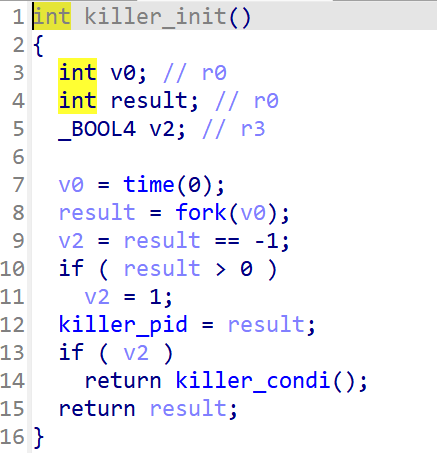 1 int killer_init()
2 {
3   int v0; // r0
4   int result; // r0
5   _BOOL4 v2; // r3
6
7   v0 = time(0);
8   result = fork(v0);
9   v2 = result == -1;
10   if ( result > 0 )
11     v2 = 1;
12   killer_pid = result;
13   if ( v2 )
14     return killer_condi();
15   return result;
16 }